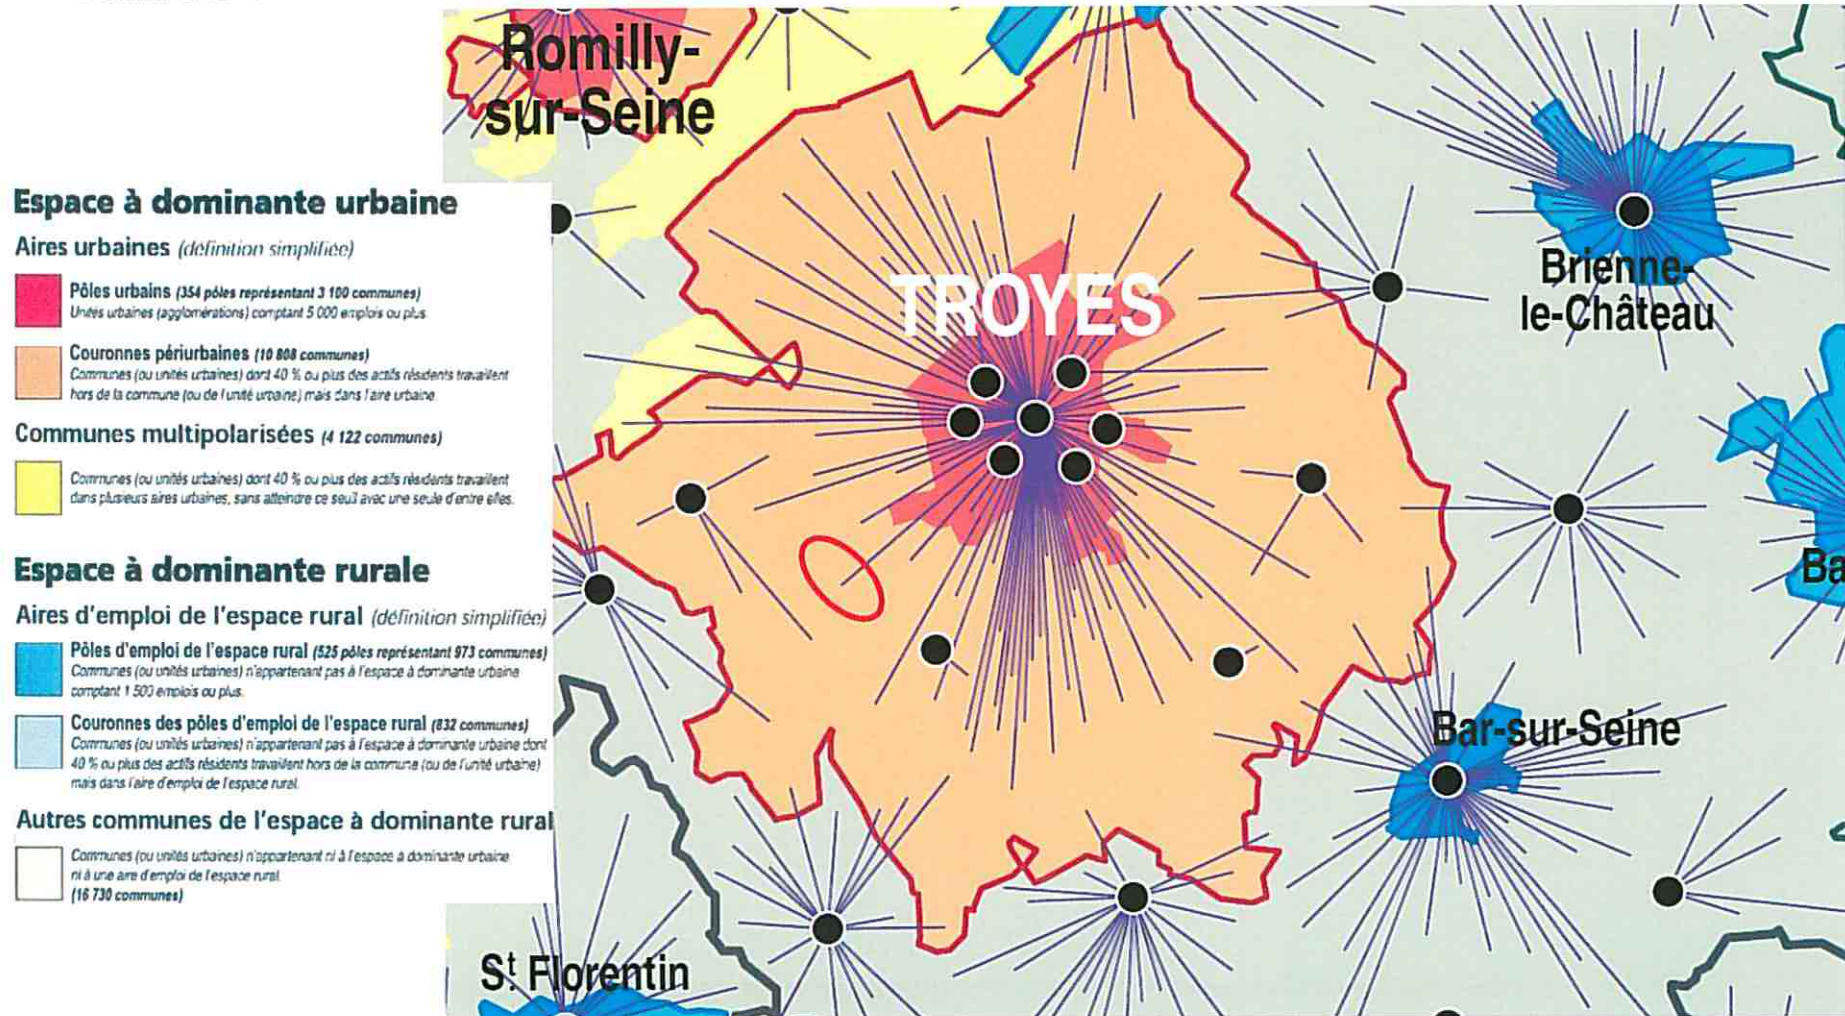 Espace à dominante urbaine
Aires urbaines (définition simplifiée)
Pôles urbains (354 pôles représentant 3 100 communes)
Unités urbaines (agglomérations) comptant 5 000 emplois ou plus.
Couronnes périurbaines (10 808 communes)
Communes (ou unités urbaines) dont 40 % ou plus des actifs résidents travaillent
hors de la commune (ou de l'unité urbaine) mais dans l'aire urbaine.
Communes multipolarisées (4 122 communes)
Communes (ou unités urbaines) dont 40 % ou plus des actifs résidents travaillent
dans plusieurs aires urbaines, sans atteindre ce seuil avec une seule d'entre elles.
Espace à dominante rurale
Aires d'emploi de l'espace rural (définition simplifiée)
Pôles d'emploi de l'espace rural (525 pôles représentant 973 communes)
Communes (ou unités urbaines) n'appartenant pas à l'espace à dominante urbaine
comptant 1 500 emplois ou plus.
Couronnes des pôles d'emploi de l'espace rural (832 communes)
Communes (ou unités urbaines) n'appartenant pas à l'espace à dominante urbaine dont
40 % ou plus des actifs résidents travaillent hors de la commune (ou de l'unité urbaine)
mais dans l'aire d'emploi de l'espace rural.
Autres communes de l'espace à dominante rural
Communes (ou unités urbaines) n'appartenant ni à l'espace à dominante urbaine
ni à une aire d'emploi de l'espace rural.
(16 730 communes)
Romilly-
sur-Seine
TROYES
Brienne-
le-Château
Ba
Bar-sur-Seine
St Florentin